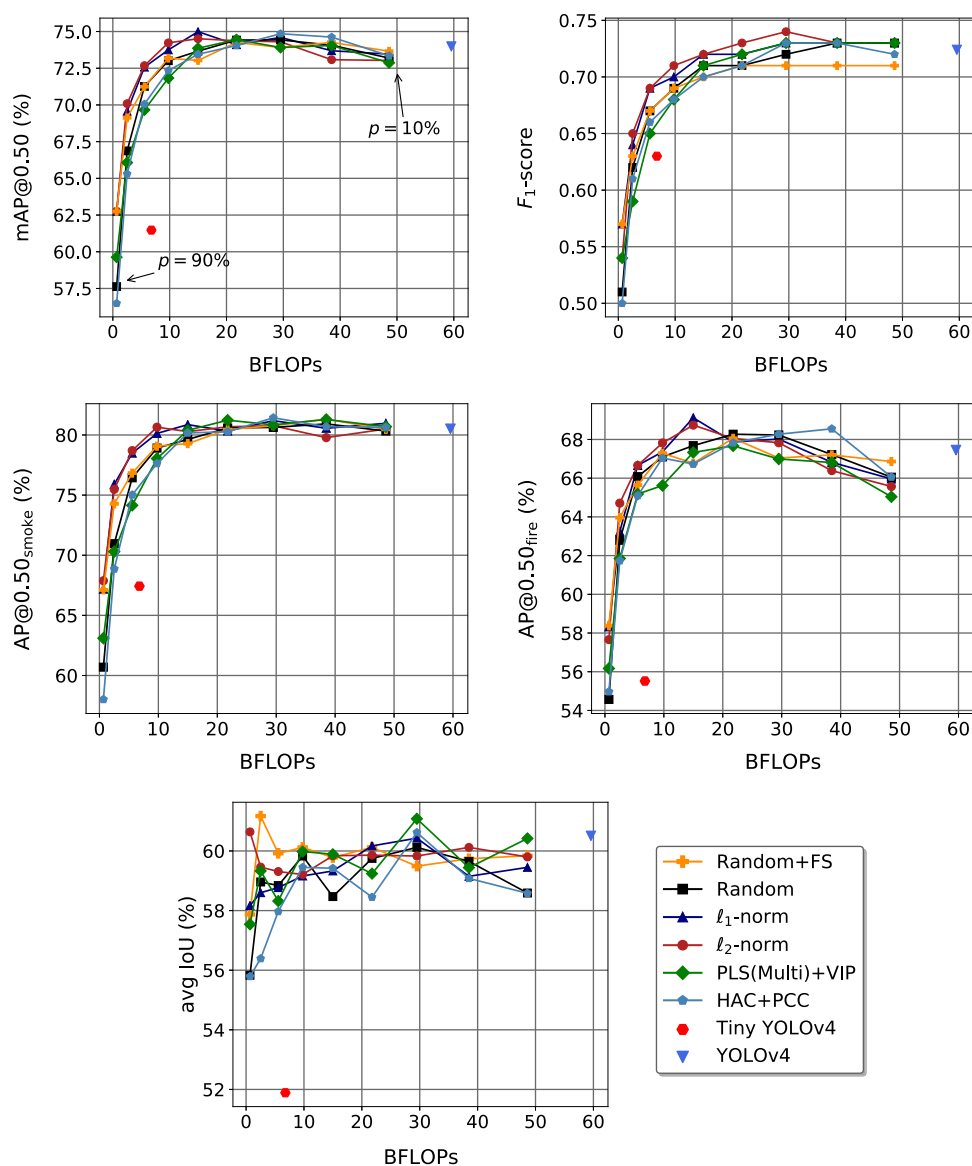 mAP@0.50 (%)
75.0
72.5
70.0
67.5
65.0
62.5
60.0
57.5
p = 10%
p = 90%
0 10 20 30 40 50 60
BFLOPs
F₁-score
0.75
0.70
0.65
0.60
0.55
0.50
0 10 20 30 40 50 60
BFLOPs
AP@0.50smoke (%)
80
75
70
65
60
0 10 20 30 40 50 60
BFLOPs
AP@0.50fire (%)
68
66
64
62
60
58
56
54
0 10 20 30 40 50 60
BFLOPs
avg IoU (%)
60
58
56
54
52
0 10 20 30 40 50 60
BFLOPs
Random+FS
Random
ℓ₁-norm
ℓ₂-norm
PLS(Multi)+VIP
HAC+PCC
Tiny YOLOv4
YOLOv4